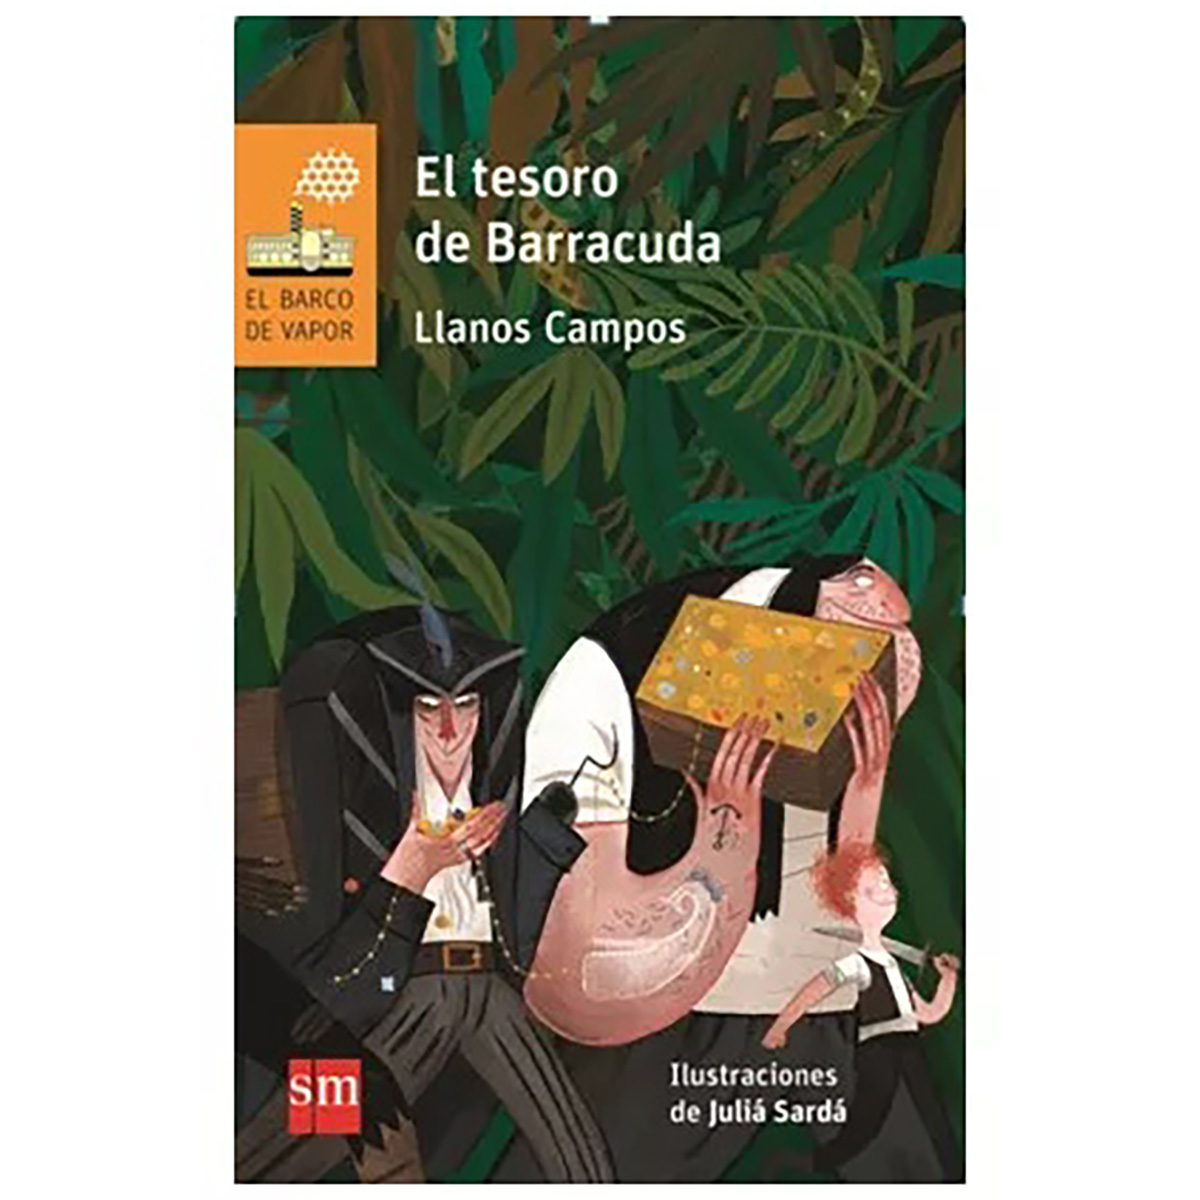 El tesoro
de Barracuda
Llanos Campos
EL BARCO
DE VAPOR
Ilustraciones
de Juliá Sardá
sm